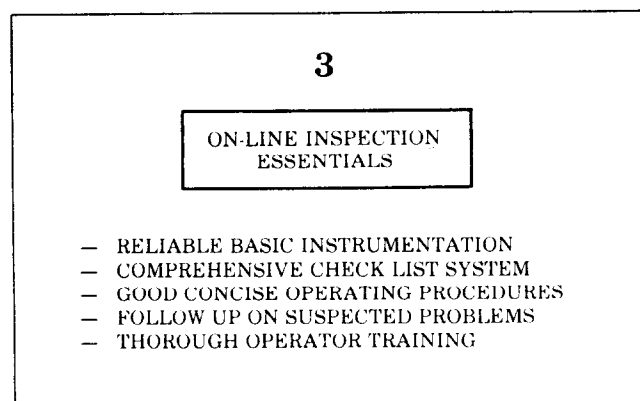 3
ON-LINE INSPECTION
ESSENTIALS
— RELIABLE BASIC INSTRUMENTATION
— COMPREHENSIVE CHECK LIST SYSTEM
— GOOD CONCISE OPERATING PROCEDURES
— FOLLOW UP ON SUSPECTED PROBLEMS
— THOROUGH OPERATOR TRAINING